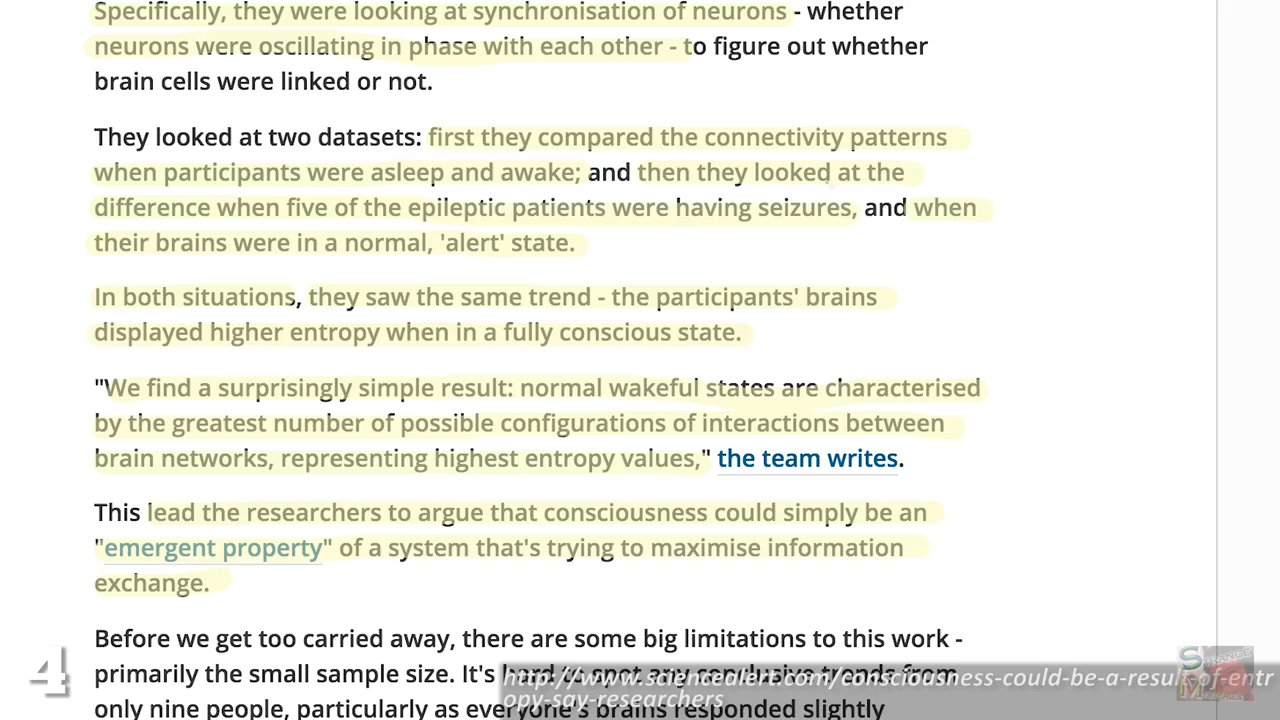 Specifically, they were looking at synchronisation of neurons - whether
neurons were oscillating in phase with each other - to figure out whether
brain cells were linked or not.
They looked at two datasets: first they compared the connectivity patterns
when participants were asleep and awake; and then they looked at the
difference when five of the epileptic patients were having seizures, and when
their brains were in a normal, 'alert' state.
In both situations, they saw the same trend - the participants' brains
displayed higher entropy when in a fully conscious state.
"We find a surprisingly simple result: normal wakeful states are characterised
by the greatest number of possible configurations of interactions between
brain networks, representing highest entropy values," the team writes.
This lead the researchers to argue that consciousness could simply be an
"emergent property" of a system that's trying to maximise information
exchange.
Before we get too carried away, there are some big limitations to this work -
primarily the small sample size. It's hard to spot any conclusive trends from
only nine people, particularly as everyone's brains responded slightly
4
http://www.sciencealert.com/consciousness-could-be-a-result-of-entr
opy-say-researchers
STRANGE
MYSTERIES